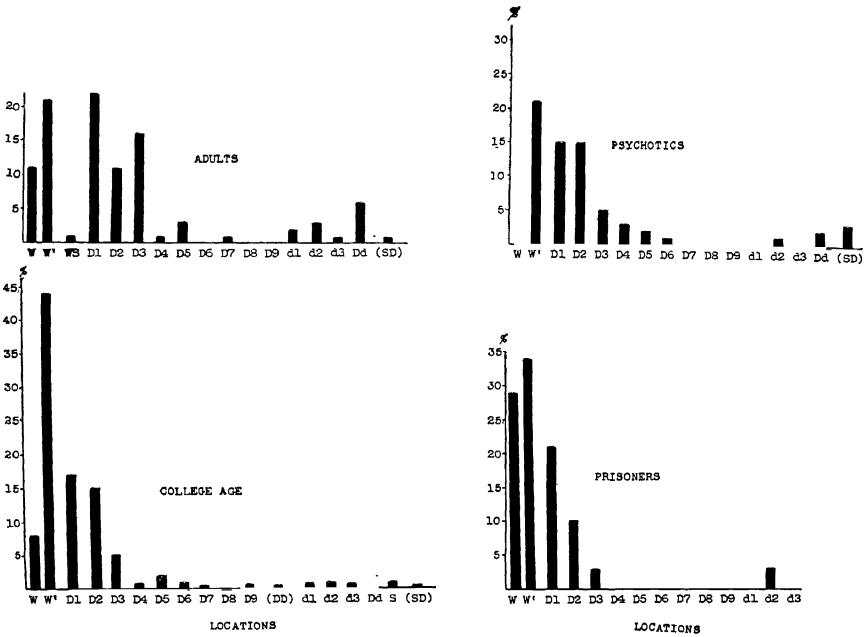 20
15
10
5
ADULTS
W W' WS D1 D2 D3 D4 D5 D6 D7 D8 D9 d1 d2 d3 Dd (SD)
%
30
25
20
15
10
5
PSYCHOTICS
W W' D1 D2 D3 D4 D5 D6 D7 D8 D9 d1 d2 d3 Dd (SD)
%
45
40
35
30
25
20
15
10
5
COLLEGE AGE
W W' D1 D2 D3 D4 D5 D6 D7 D8 D9 (DD) d1 d2 d3 Dd S (SD)
LOCATIONS
%
35
30
25
20
15
10
5
PRISONERS
W W' D1 D2 D3 D4 D5 D6 D7 D8 D9 d1 d2 d3
LOCATIONS